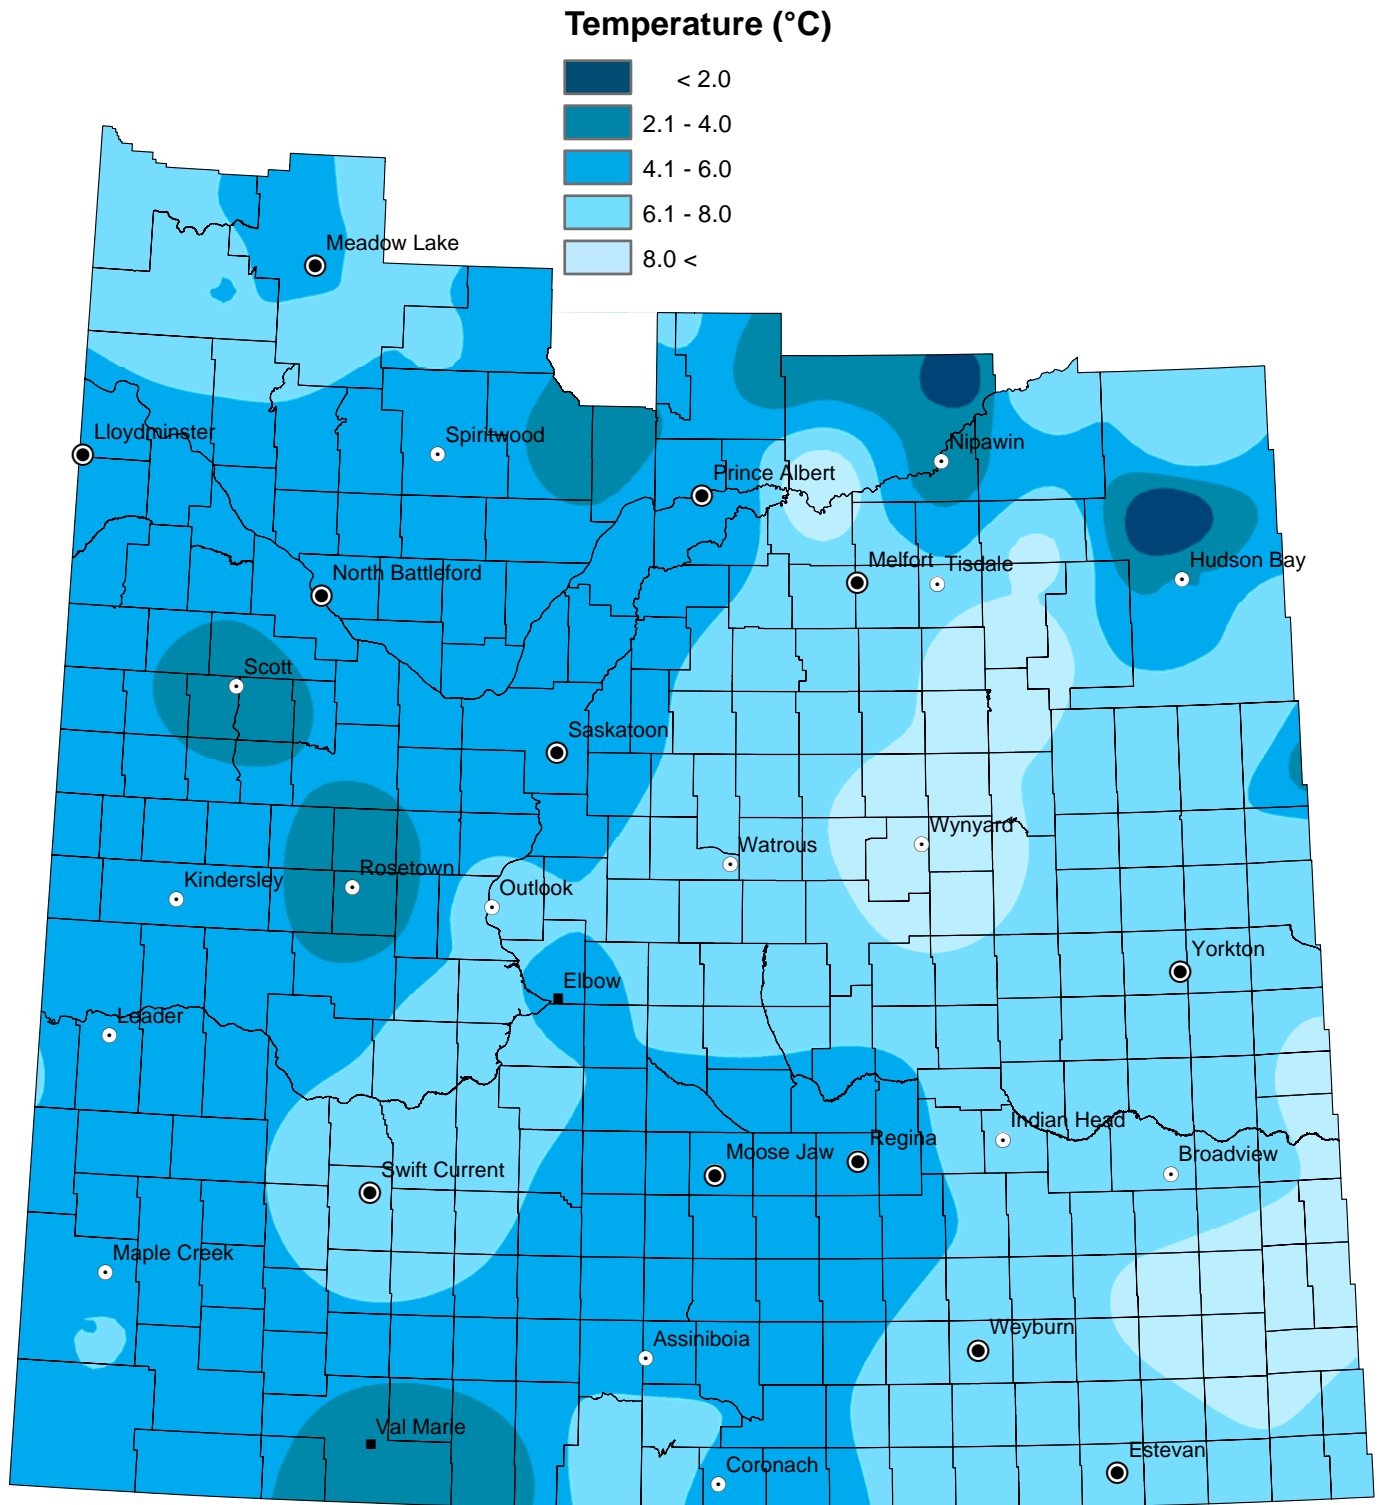 Temperature (°C)
< 2.0
2.1 - 4.0
4.1 - 6.0
6.1 - 8.0
8.0 <
Meadow Lake
Lloydminster
Spiritwood
Nipawin
Prince Albert
Melfort
Tisdale
Hudson Bay
North Battleford
Scott
Saskatoon
Wynyard
Watrous
Rosetown
Kindersley
Outlook
Yorkton
Elbow
Leader
Indian Head
Regina
Moose Jaw
Broadview
Swift Current
Maple Creek
Weyburn
Assiniboia
Val Marie
Estevan
Coronach